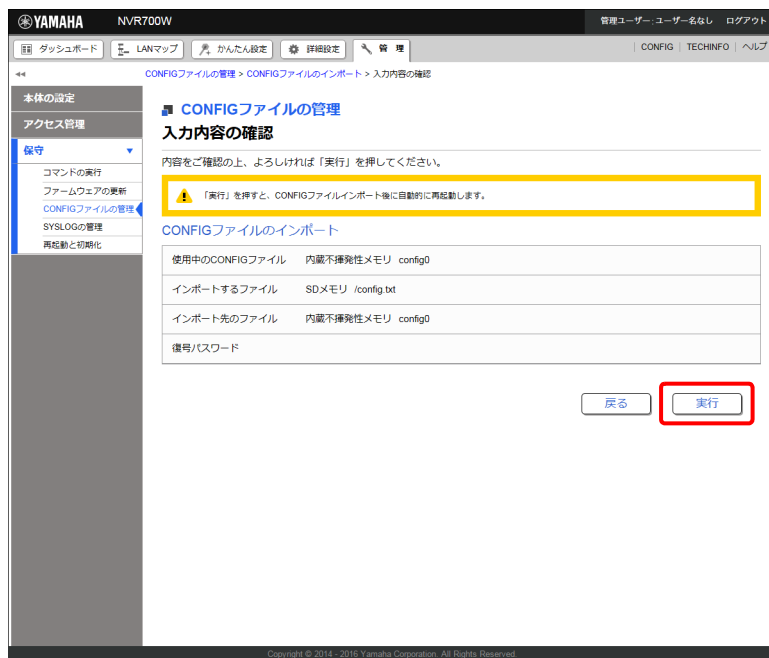 YAMAHA NVR700W 管理ユーザー:ユーザー名なし ログアウト
ダッシュボード LANマップ かんたん設定 詳細設定 管 理 CONFIG TECHINFO ヘルプ
CONFIGファイルの管理 > CONFIGファイルのインポート > 入力内容の確認
本体の設定
アクセス管理
保守
コマンドの実行
ファームウェアの更新
CONFIGファイルの管理
SYSLOGの管理
再起動と初期化
CONFIGファイルの管理
入力内容の確認
内容をご確認の上、よろしければ「実行」を押してください。
「実行」を押すと、CONFIGファイルインポート後に自動的に再起動します。
CONFIGファイルのインポート
使用中のCONFIGファイル 内蔵不揮発性メモリ config0
インポートするファイル SDメモリ /config.txt
インポート先のファイル 内蔵不揮発性メモリ config0
復号パスワード
戻る 実行
Copyright © 2014 - 2016 Yamaha Corporation. All Rights Reserved.